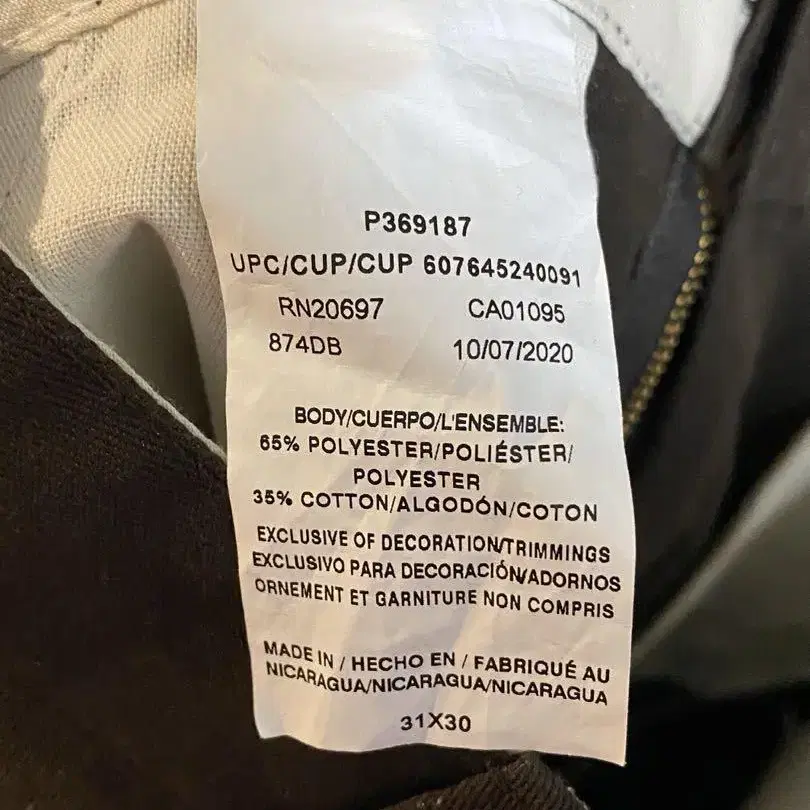 P369187
UPC/CUP/CUP 607645240091
RN20697 CA01095
874DB 10/07/2020
BODY/CUERPO/L'ENSEMBLE:
65% POLYESTER/POLIÉSTER/
POLYESTER
35% COTTON/ALGODÓN/COTON
EXCLUSIVE OF DECORATION/TRIMMINGS
EXCLUSIVO PARA DECORACIÓN/ADORNOS
ORNEMENT ET GARNITURE NON COMPRIS
MADE IN / HECHO EN / FABRIQUÉ AU
NICARAGUA/NICARAGUA/NICARAGUA
31X30